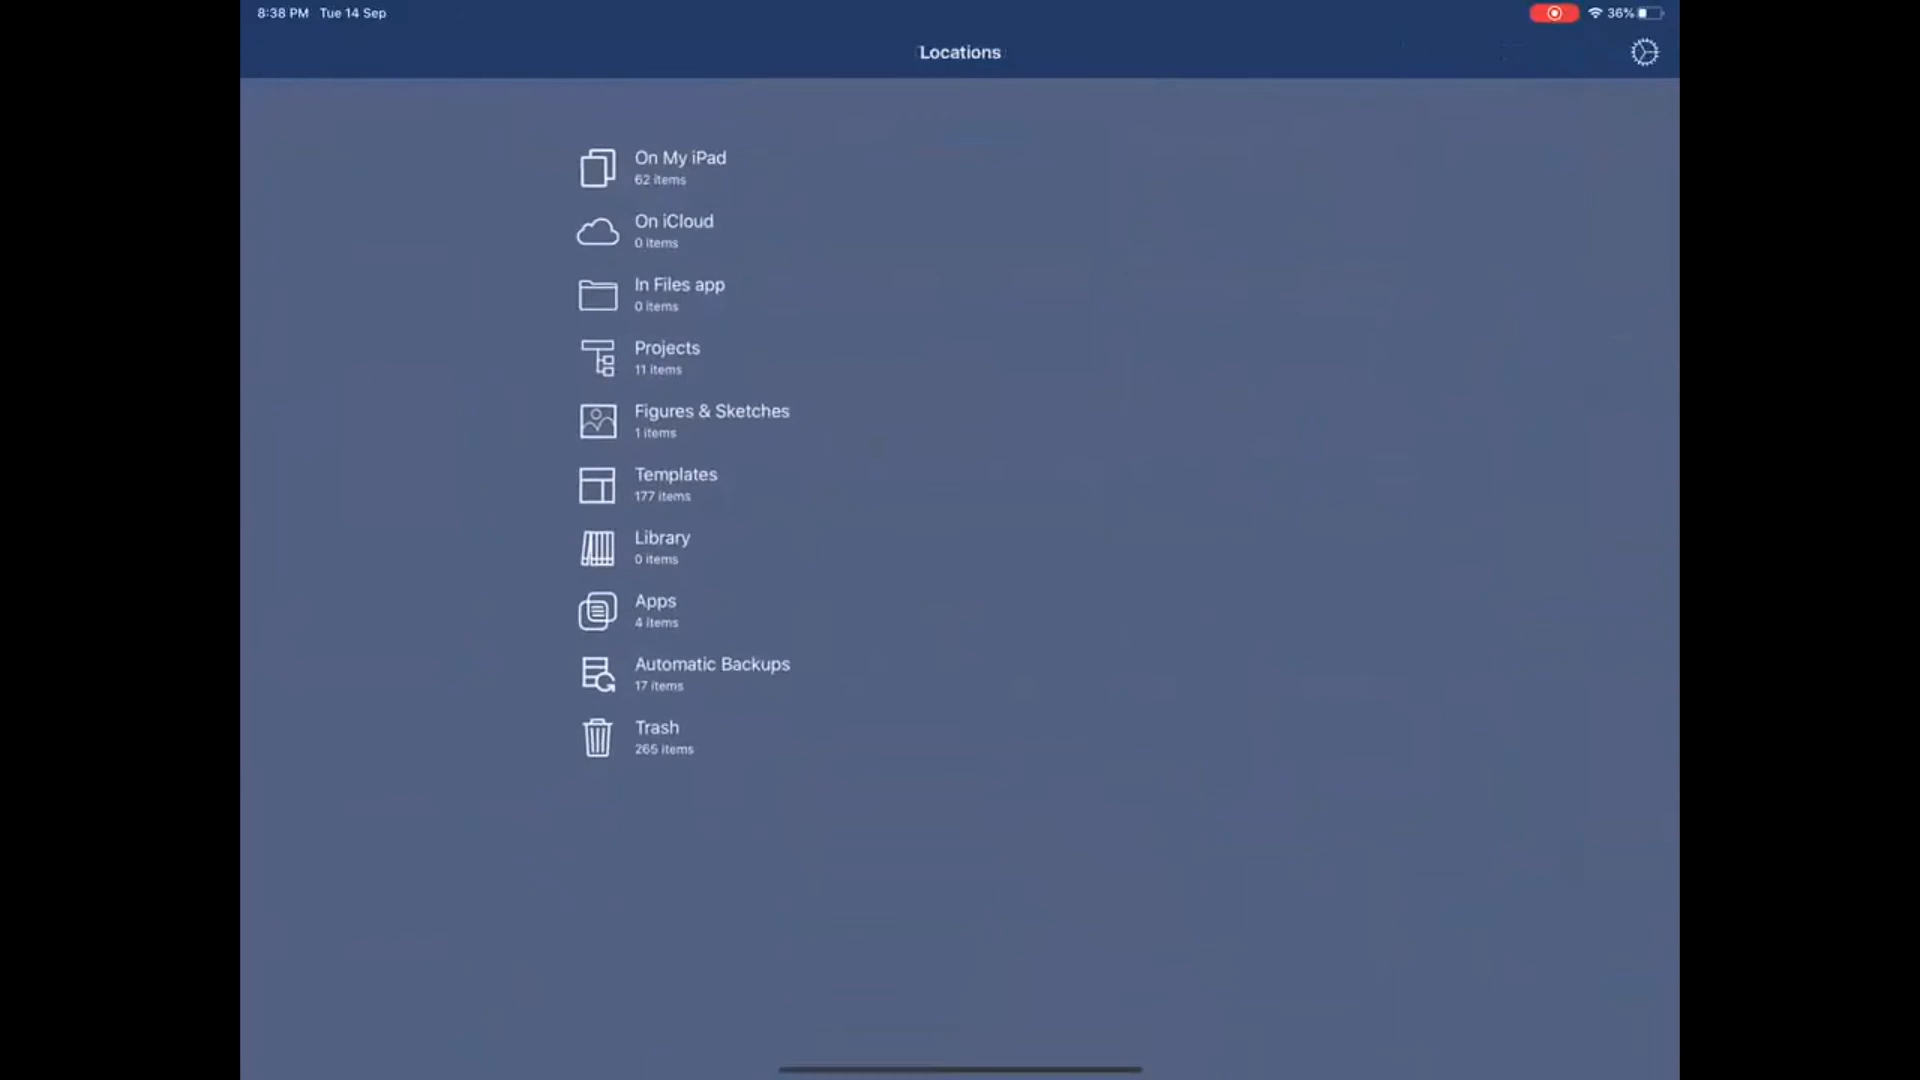 8:38 PM Tue 14 Sep
36%
Locations
On My iPad
62 items
On iCloud
0 items
In Files app
0 items
Projects
11 items
Figures & Sketches
1 items
Templates
177 items
Library
0 items
Apps
4 items
Automatic Backups
17 items
Trash
265 items